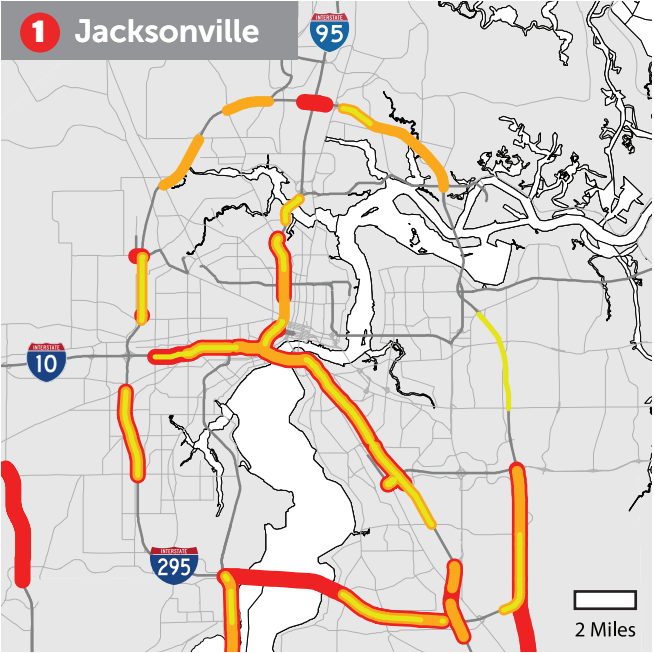 1 Jacksonville
INTERSTATE
95
INTERSTATE
10
INTERSTATE
295
2 Miles